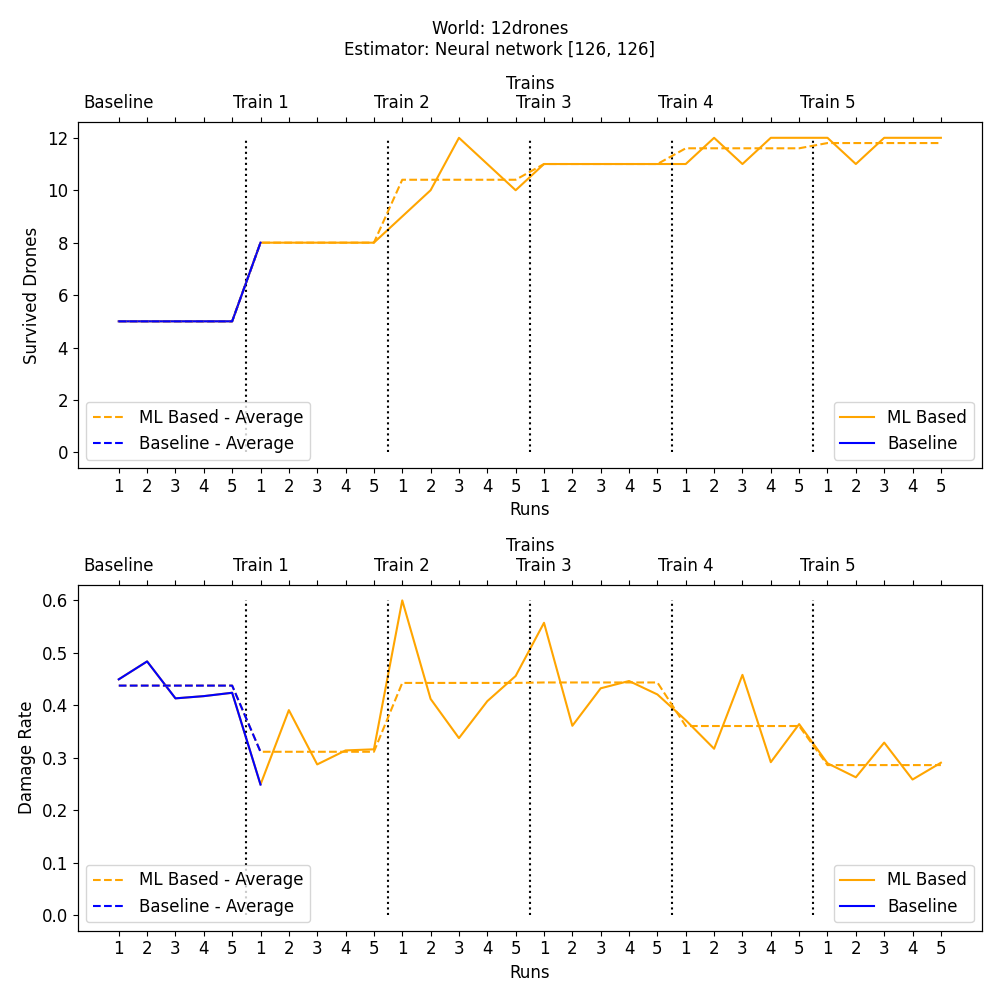 World: 12drones
Estimator: Neural network [126, 126]
Trains
Baseline Train 1 Train 2 Train 3 Train 4 Train 5
12
10
8
6
4
2
0
Survived Drones
ML Based - Average
Baseline - Average
ML Based
Baseline
1 2 3 4 5 1 2 3 4 5 1 2 3 4 5 1 2 3 4 5 1 2 3 4 5 1 2 3 4 5
Runs
Trains
Baseline Train 1 Train 2 Train 3 Train 4 Train 5
0.6
0.5
0.4
0.3
0.2
0.1
0.0
Damage Rate
ML Based - Average
Baseline - Average
ML Based
Baseline
1 2 3 4 5 1 2 3 4 5 1 2 3 4 5 1 2 3 4 5 1 2 3 4 5 1 2 3 4 5
Runs